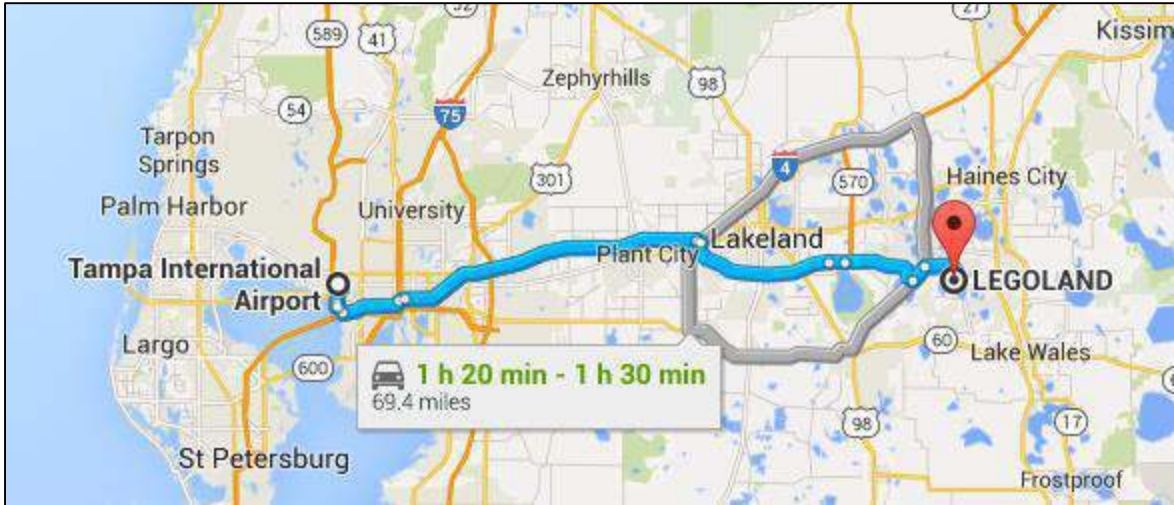 27
Kissim
589
41
Zephyrhills
98
54
75
Tarpon
Springs
4
301
570
Haines City
Palm Harbor
University
Lakeland
Plant City
Tampa International
Airport
LEGOLAND
Largo
60
Lake Wales
600
1 h 20 min - 1 h 30 min
69.4 miles
98
17
St Petersburg
Frostproof